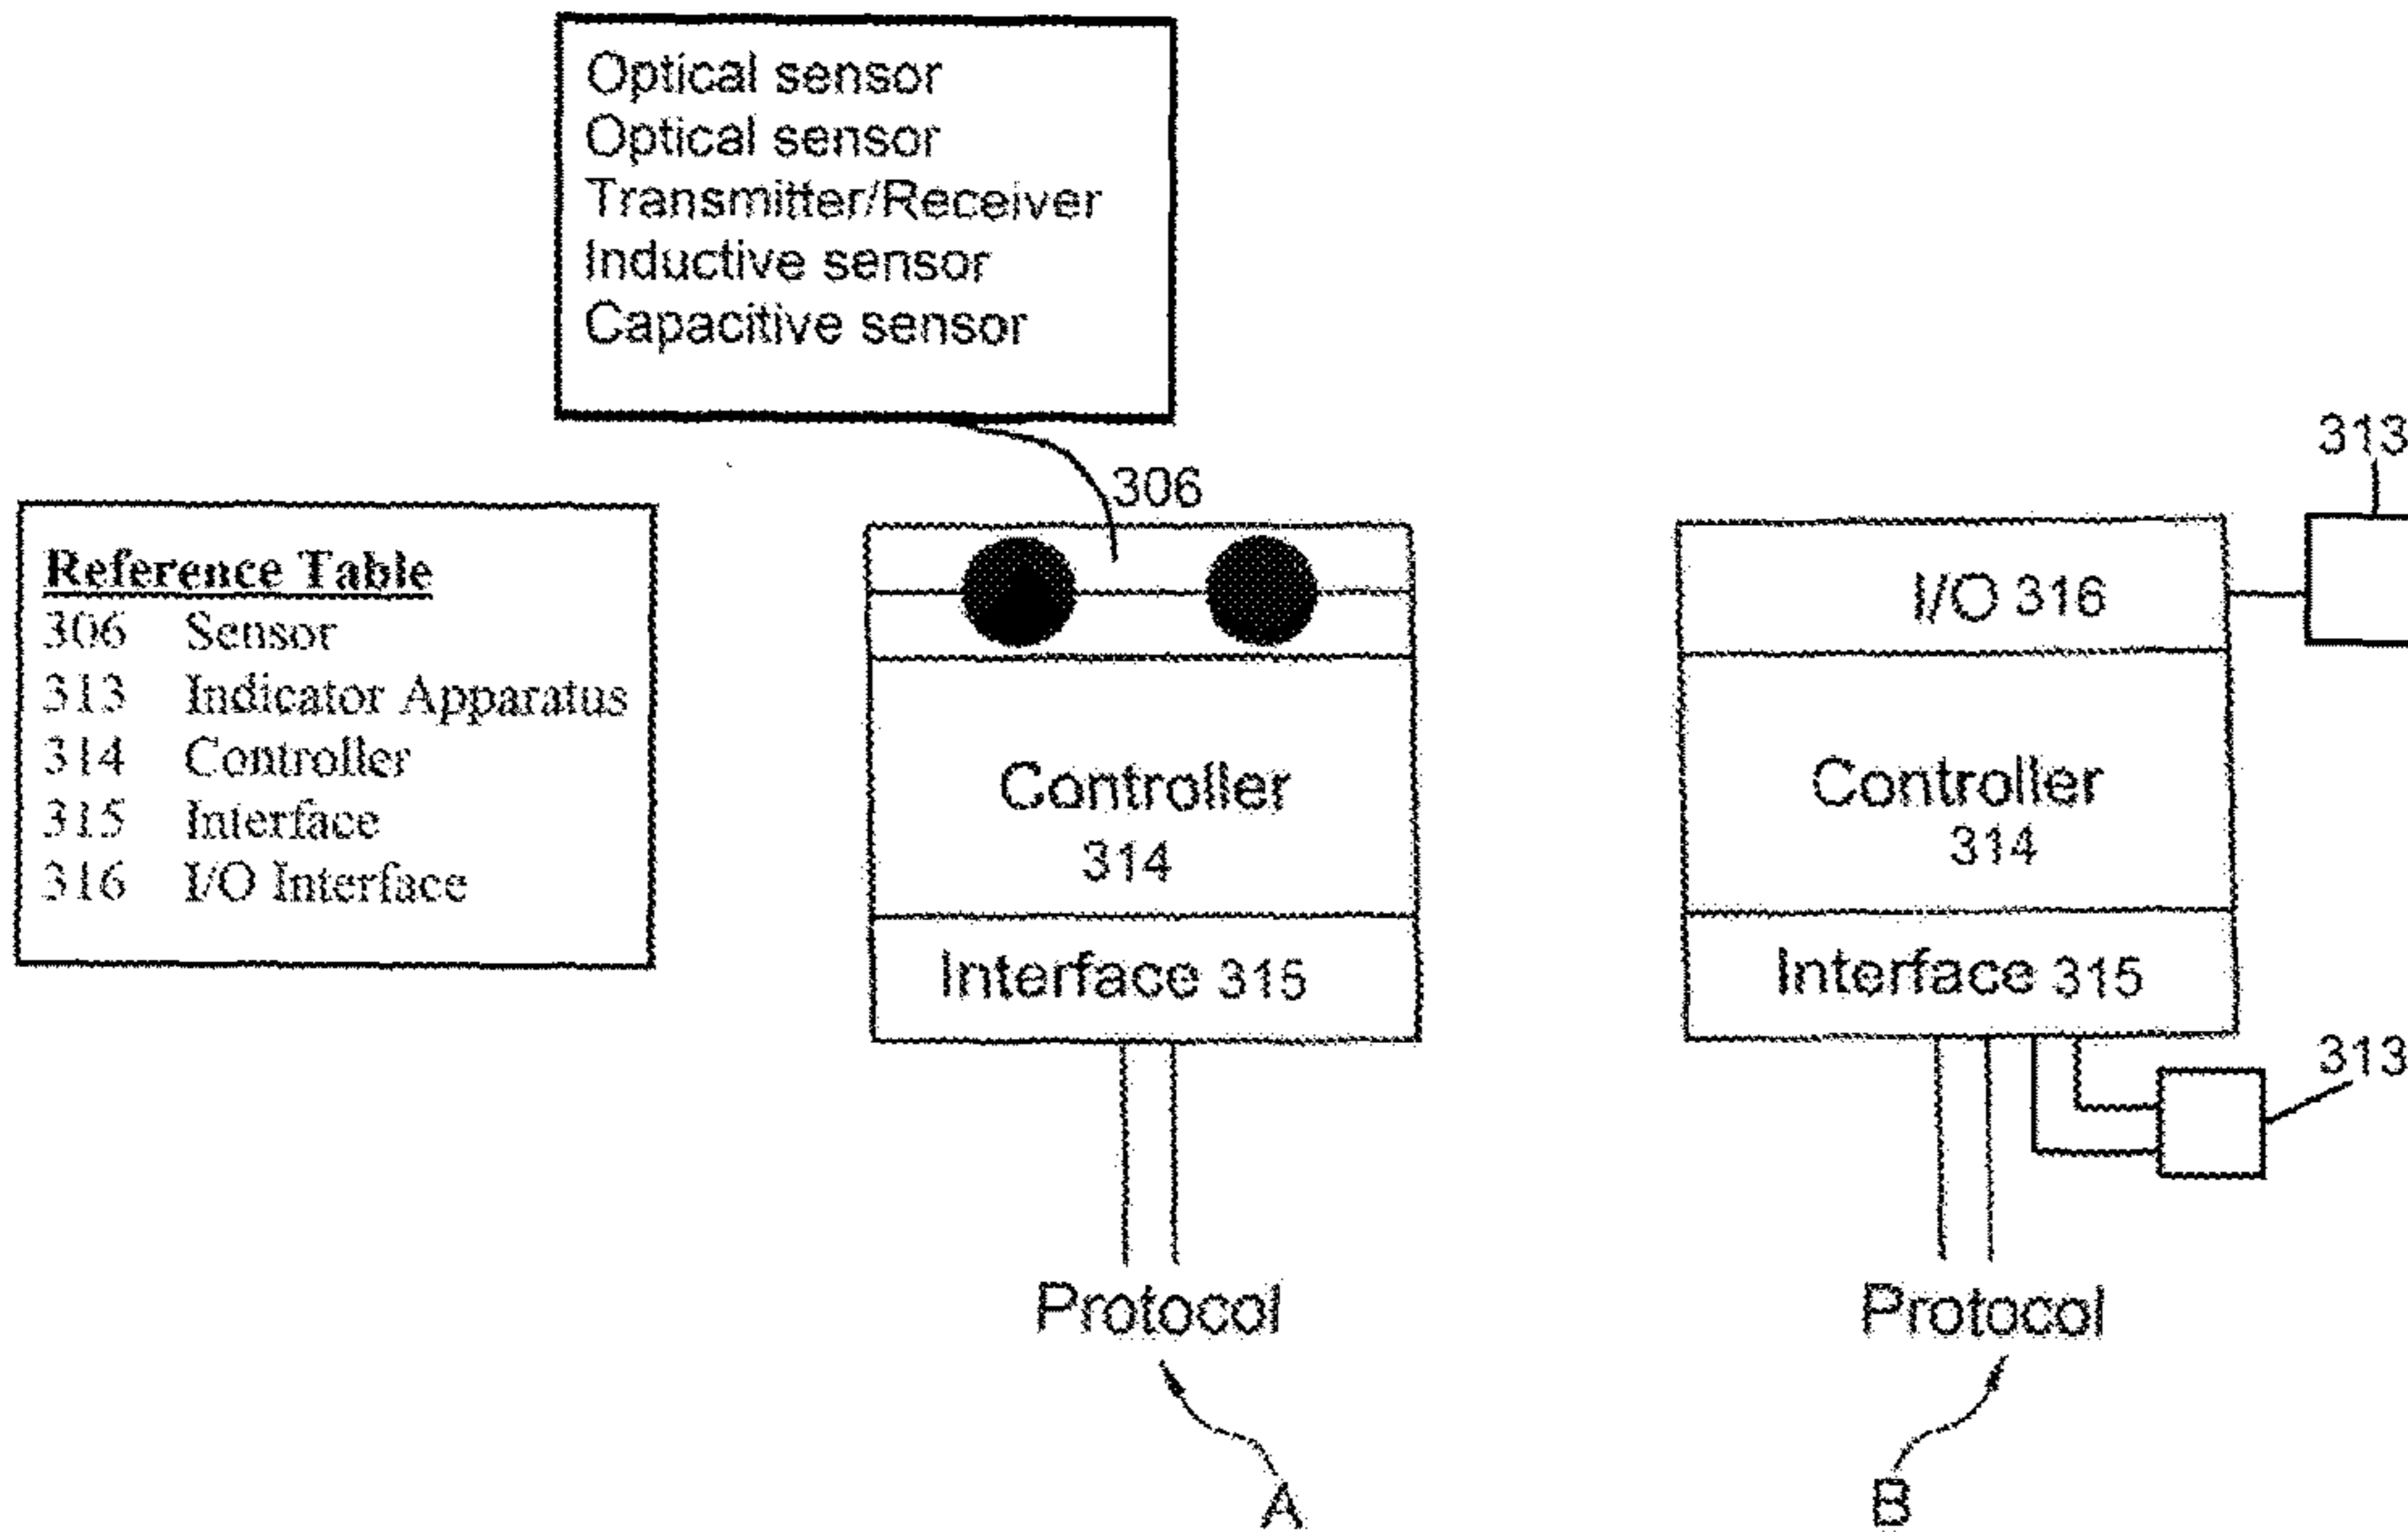 Optical sensor
Optical sensor
Transmitter/Receiver
Inductive sensor
Capacitive sensor
306
313
Reference Table
306 Sensor
313 Indicator Apparatus
314 Controller
315 Interface
316 I/O Interface
Controller
314
Interface 315
Protocol
A
I/O 316
Controller
314
Interface 315
313
Protocol
B